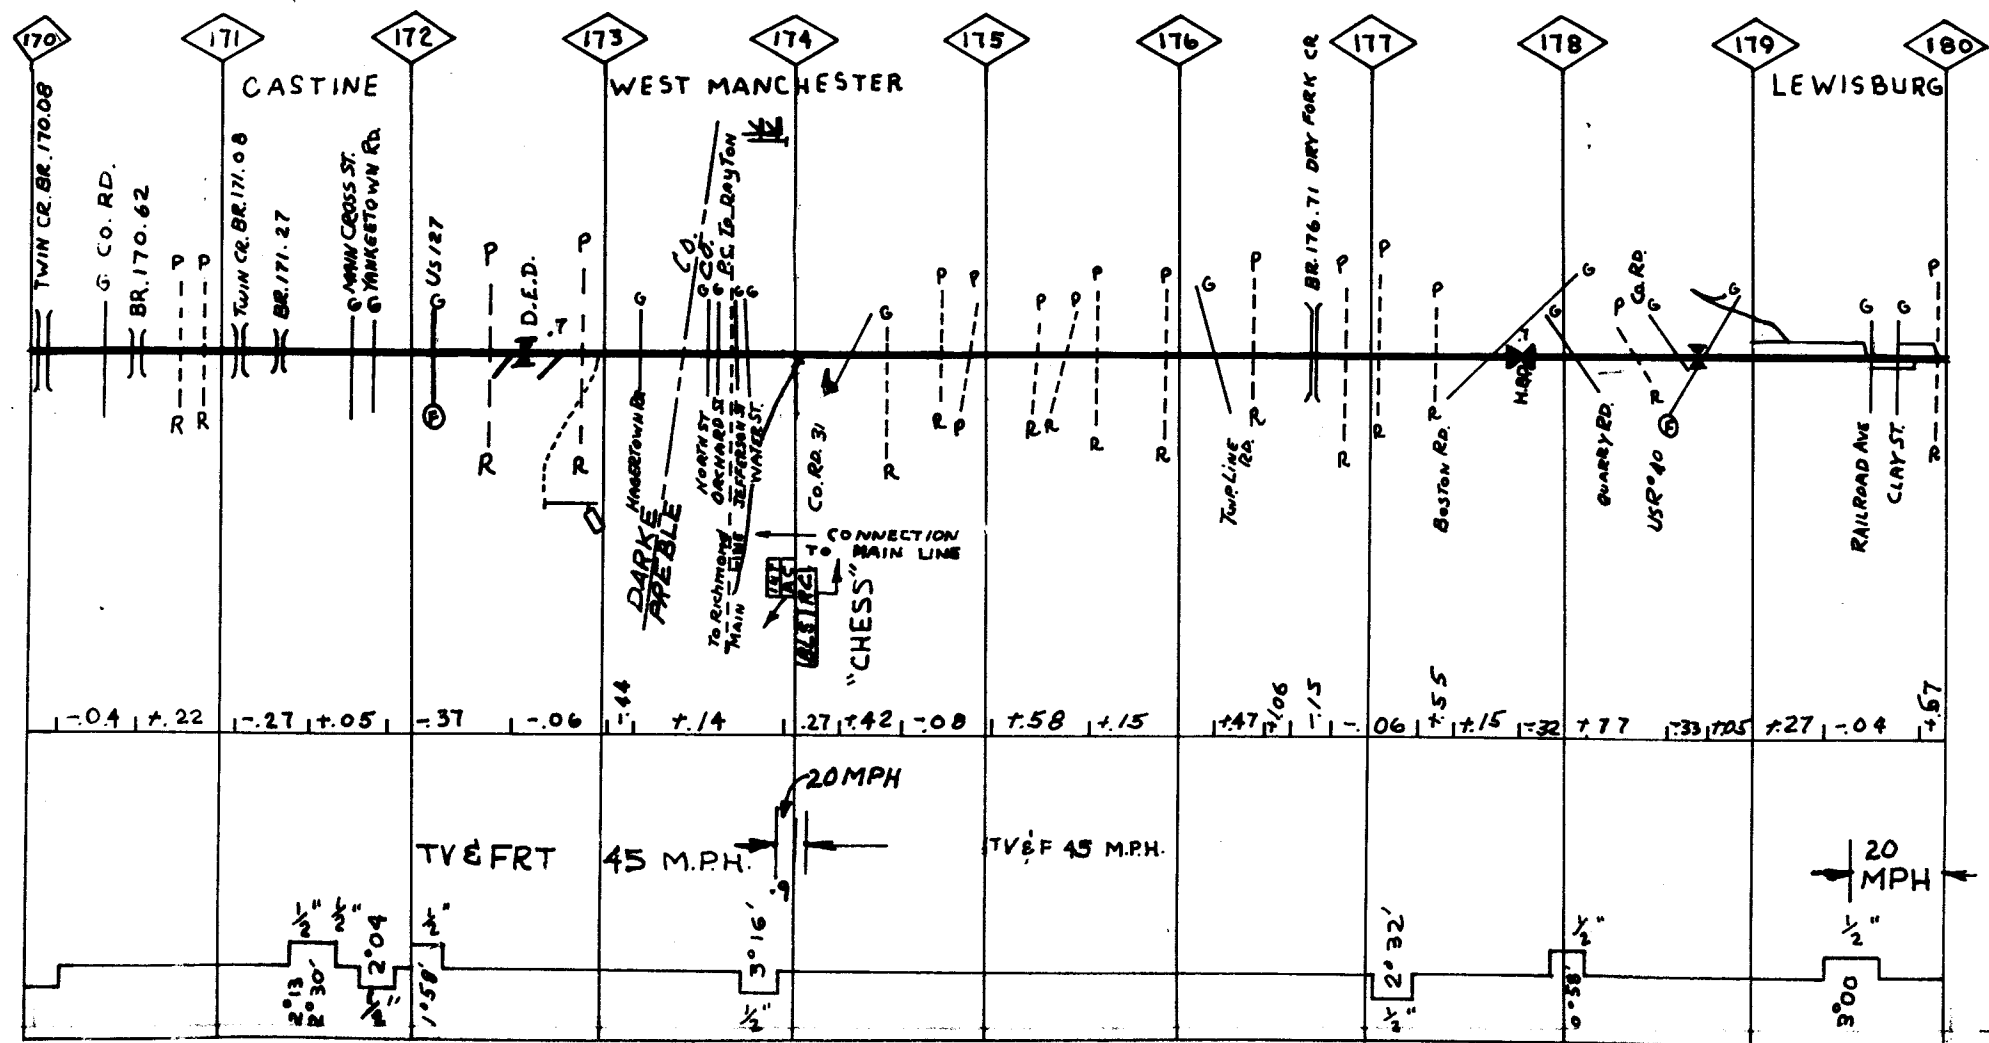 170 171 172 173 174 175 176 177 178 179 180
CASTINE WEST MANCHESTER LEWISBURG
TWIN CR. BR. 170.08
G CO. RD.
BR. 170.62
P P
R R
TWIN CR. BR. 171.08
BR. 171.27
G MAIN CROSS ST.
G YANKEETOWN RD.
US 127
G
P
R
D.E.D.
.7
P
R
G
HAGERTOWN RD
CO.
G CO.
G P.C. TO DAYTON
G G
NORTH ST
ORCHARD ST
JEFFERSON ST
WATER ST.
DARKE
PREBLE
TO RICHMOND
MAIN LINE
CONNECTION
TO MAIN LINE
"CHESS"
G
CO. RD. 31
G
R
P P
R P
P P
R R
P
R
P
R
G
TWP LINE
RD.
P
R
BR. 176.71 DRY FORK CR
P
R
P
R
P
R
BOSTON RD.
G
H.B.D.
G
QUARRY RD.
P
R
CO RD.
G
G
USR° 40
G G
RAILROAD AVE
CLAY ST.
P
R
-.04 +.22 -.27 +.05 -.37 -.06 -.44 +.14 .27 +.42 -.08 +.58 +.15 +.47 +.06 -.15 -.06 +.55 +.15 -.32 +.77 -.33 +.05 +.27 -.04 +.67
20 MPH
TV & FRT 45 M.P.H.
.9
TV & F 45 M.P.H.
20
MPH
1/2" 1/2" 2°04 1/2" 3°16' 2°32' 1/2" 1/2"
2°13
2°30'
1°58'
1/2"
1/2"
0°58'
3°00